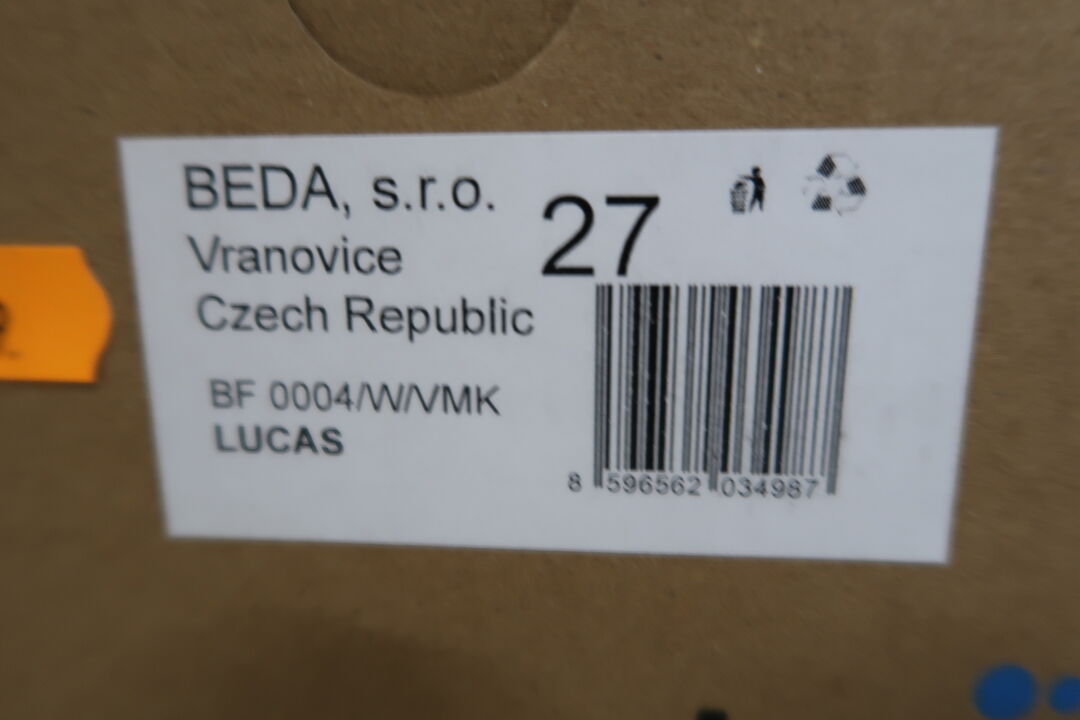 BEDA, s.r.o.
Vranovice
Czech Republic
27
BF 0004/W/VMK
LUCAS
8 596562 034987